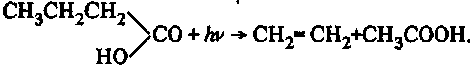 CH₃CH₂CH₂
CO + hν → CH₂=CH₂+CH₃COOH.
HO